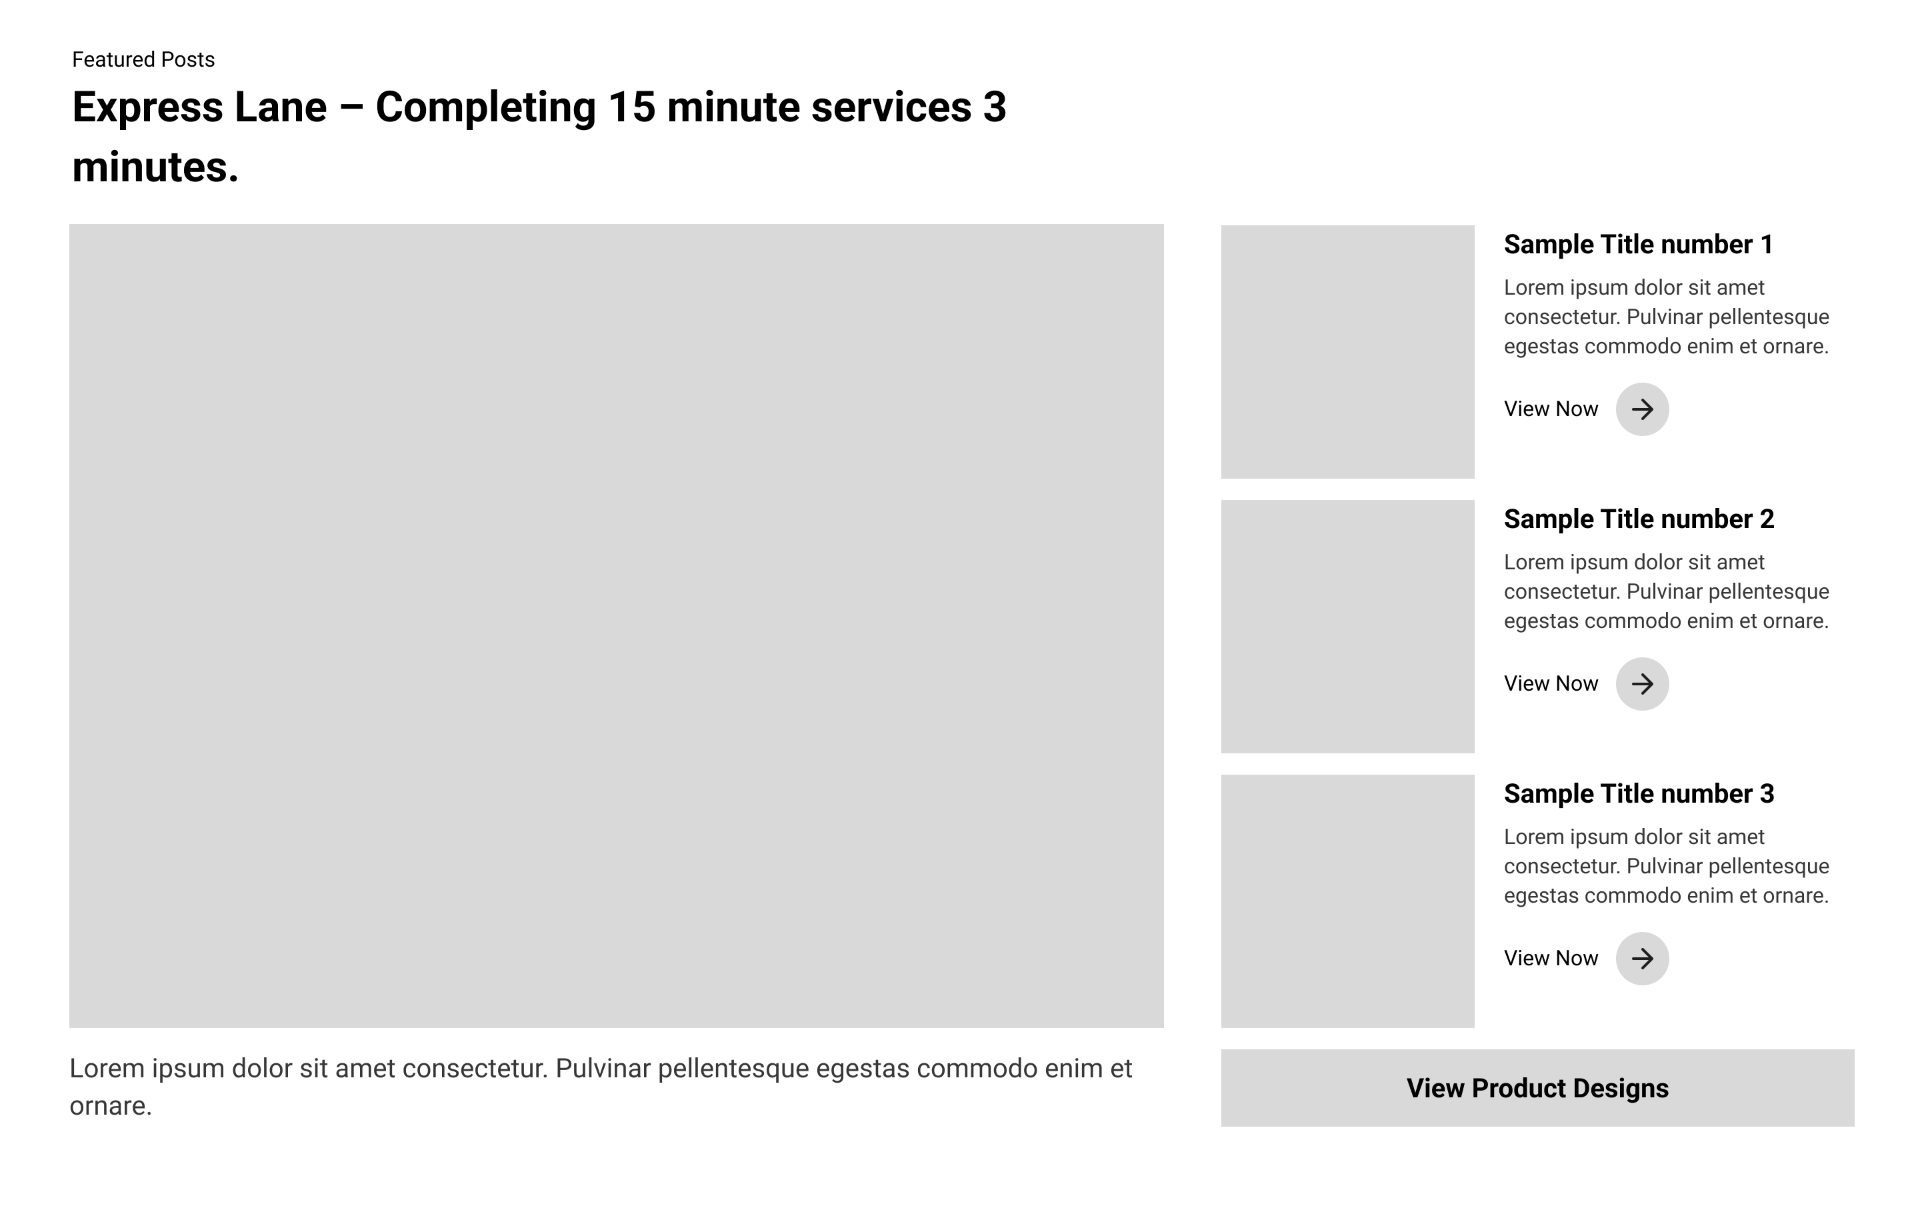 Featured Posts
Express Lane – Completing 15 minute services 3
minutes.
Sample Title number 1
Lorem ipsum dolor sit amet
consectetur. Pulvinar pellentesque
egestas commodo enim et ornare.
View Now
Sample Title number 2
Lorem ipsum dolor sit amet
consectetur. Pulvinar pellentesque
egestas commodo enim et ornare.
View Now
Sample Title number 3
Lorem ipsum dolor sit amet
consectetur. Pulvinar pellentesque
egestas commodo enim et ornare.
View Now
Lorem ipsum dolor sit amet consectetur. Pulvinar pellentesque egestas commodo enim et
ornare.
View Product Designs